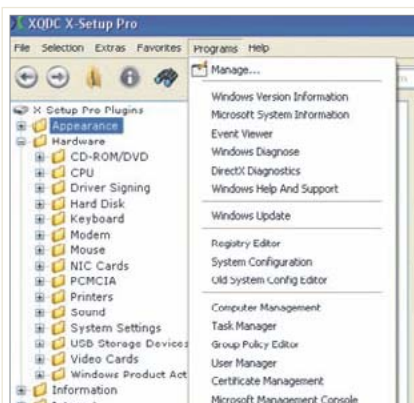 XQDC X-Setup Pro
File Selection Extras Favorites Programs Help
Manage...
Windows Version Information
Microsoft System Information
Event Viewer
Windows Diagnose
DirectX Diagnostics
Windows Help And Support
Windows Update
Registry Editor
System Configuration
Old System Config Editor
Computer Management
Task Manager
Group Policy Editor
User Manager
Certificate Management
Microsoft Management Console
X Setup Pro Plugins
Appearance
Hardware
CD-ROM/DVD
CPU
Driver Signing
Hard Disk
Keyboard
Modem
Mouse
NIC Cards
PCMCIA
Printers
Sound
System Settings
USB Storage Devices
Video Cards
Windows Product Act
Information